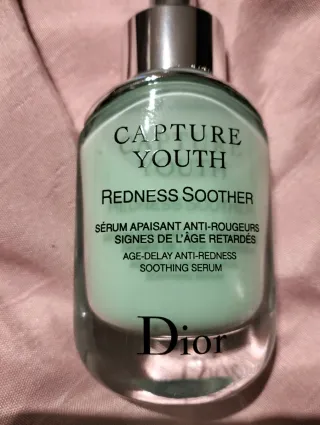 CAPTURE
YOUTH
REDNESS SOOTHER
SÉRUM APAISANT ANTI-ROUGEURS
SIGNES DE L'ÂGE RETARDÉS
AGE-DELAY ANTI-REDNESS
SOOTHING SERUM
Dior